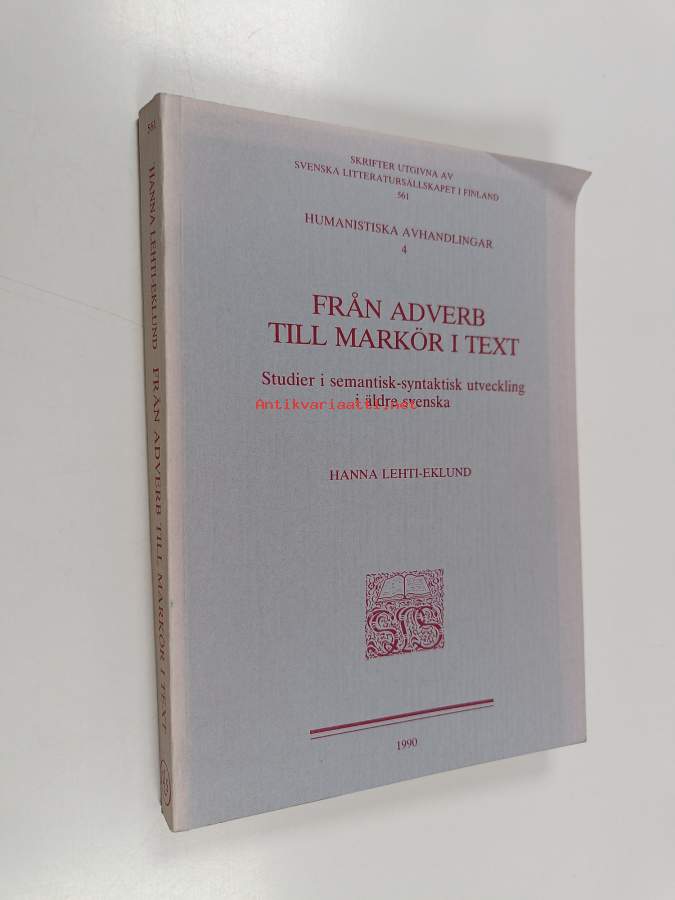 SKRIFTER UTGIVNA AV
SVENSKA LITTERATURSÄLLSKAPET I FINLAND
561
HUMANISTISKA AVHANDLINGAR
4
FRÅN ADVERB
TILL MARKÖR I TEXT
Studier i semantisk-syntaktisk utveckling
i äldre svenska
Antikvariaatti.net
HANNA LEHTI-EKLUND
SLS
1990
561 HANNA LEHTI-EKLUND FRÅN ADVERB TILL MARKÖR I TEXT